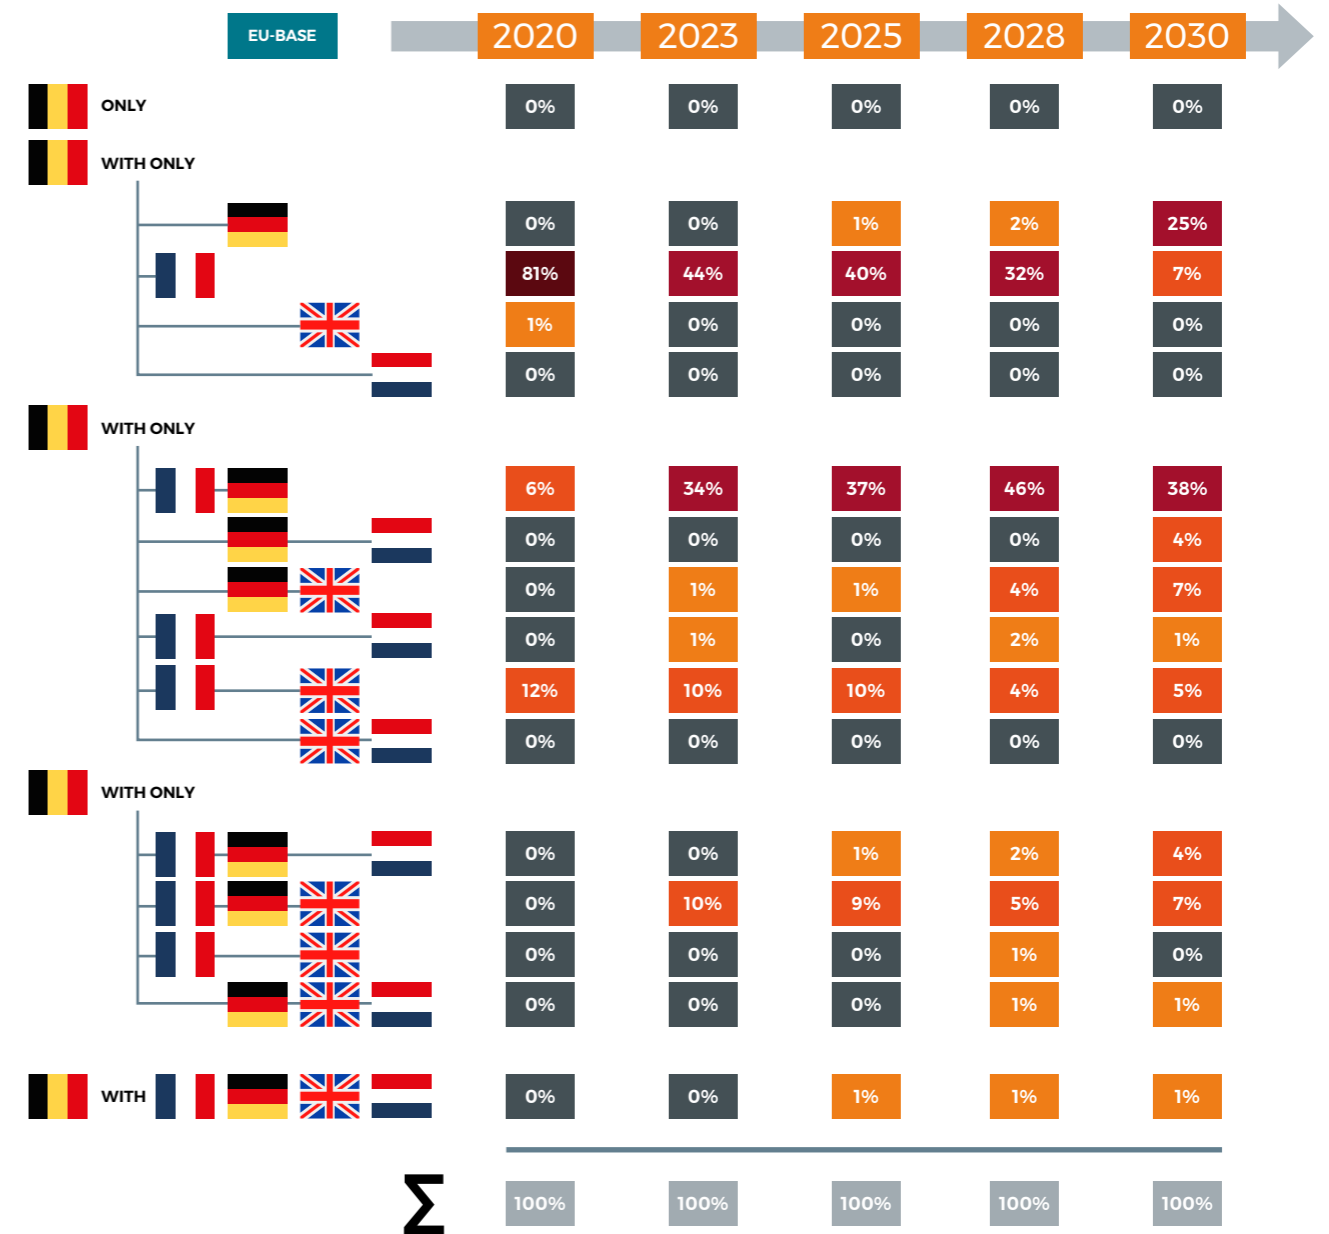 EU-BASE 2020 2023 2025 2028 2030
ONLY 0% 0% 0% 0% 0%
WITH ONLY
0% 0% 1% 2% 25%
81% 44% 40% 32% 7%
1% 0% 0% 0% 0%
0% 0% 0% 0% 0%
WITH ONLY
6% 34% 37% 46% 38%
0% 0% 0% 0% 4%
0% 1% 1% 4% 7%
0% 1% 0% 2% 1%
12% 10% 10% 4% 5%
0% 0% 0% 0% 0%
WITH ONLY
0% 0% 1% 2% 4%
0% 10% 9% 5% 7%
0% 0% 0% 1% 0%
0% 0% 0% 1% 1%
WITH 0% 0% 1% 1% 1%
Σ 100% 100% 100% 100% 100%